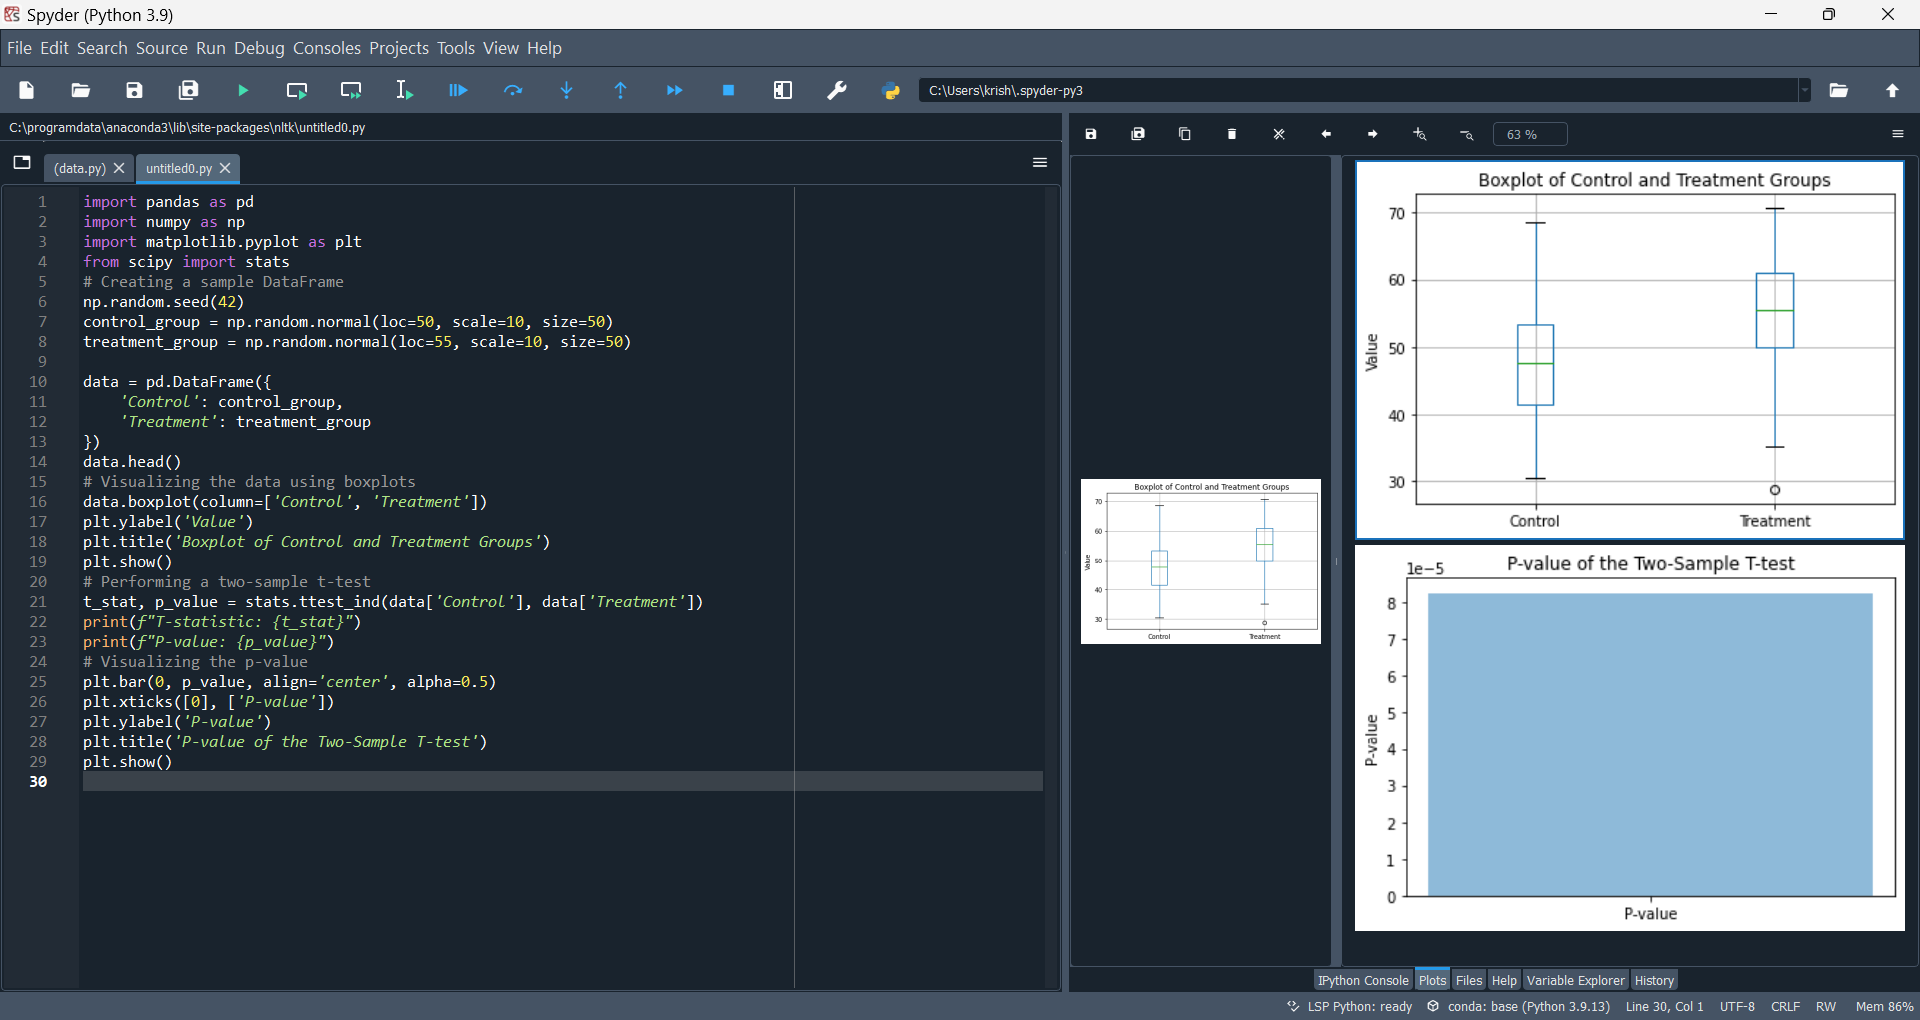 Spyder (Python 3.9)
File Edit Search Source Run Debug Consoles Projects Tools View Help
C:\Users\krish\.spyder-py3
C:\programdata\anaconda3\lib\site-packages\nltk\untitled0.py
(data.py) untitled0.py
1 import pandas as pd
2 import numpy as np
3 import matplotlib.pyplot as plt
4 from scipy import stats
5 # Creating a sample DataFrame
6 np.random.seed(42)
7 control_group = np.random.normal(loc=50, scale=10, size=50)
8 treatment_group = np.random.normal(loc=55, scale=10, size=50)
9
10 data = pd.DataFrame({
11     'Control': control_group,
12     'Treatment': treatment_group
13 })
14 data.head()
15 # Visualizing the data using boxplots
16 data.boxplot(column=['Control', 'Treatment'])
17 plt.ylabel('Value')
18 plt.title('Boxplot of Control and Treatment Groups')
19 plt.show()
20 # Performing a two-sample t-test
21 t_stat, p_value = stats.ttest_ind(data['Control'], data['Treatment'])
22 print(f"T-statistic: {t_stat}")
23 print(f"P-value: {p_value}")
24 # Visualizing the p-value
25 plt.bar(0, p_value, align='center', alpha=0.5)
26 plt.xticks([0], ['P-value'])
27 plt.ylabel('P-value')
28 plt.title('P-value of the Two-Sample T-test')
29 plt.show()
30
63 %
Boxplot of Control and Treatment Groups
70
60
50
40
30
Value
Control Treatment
Boxplot of Control and Treatment Groups
70
60
50
40
30
Value
Control Treatment
P-value of the Two-Sample T-test
1e-5
8
7
6
5
4
3
2
1
0
P-value
P-value
IPython Console Plots Files Help Variable Explorer History
LSP Python: ready conda: base (Python 3.9.13) Line 30, Col 1 UTF-8 CRLF RW Mem 86%